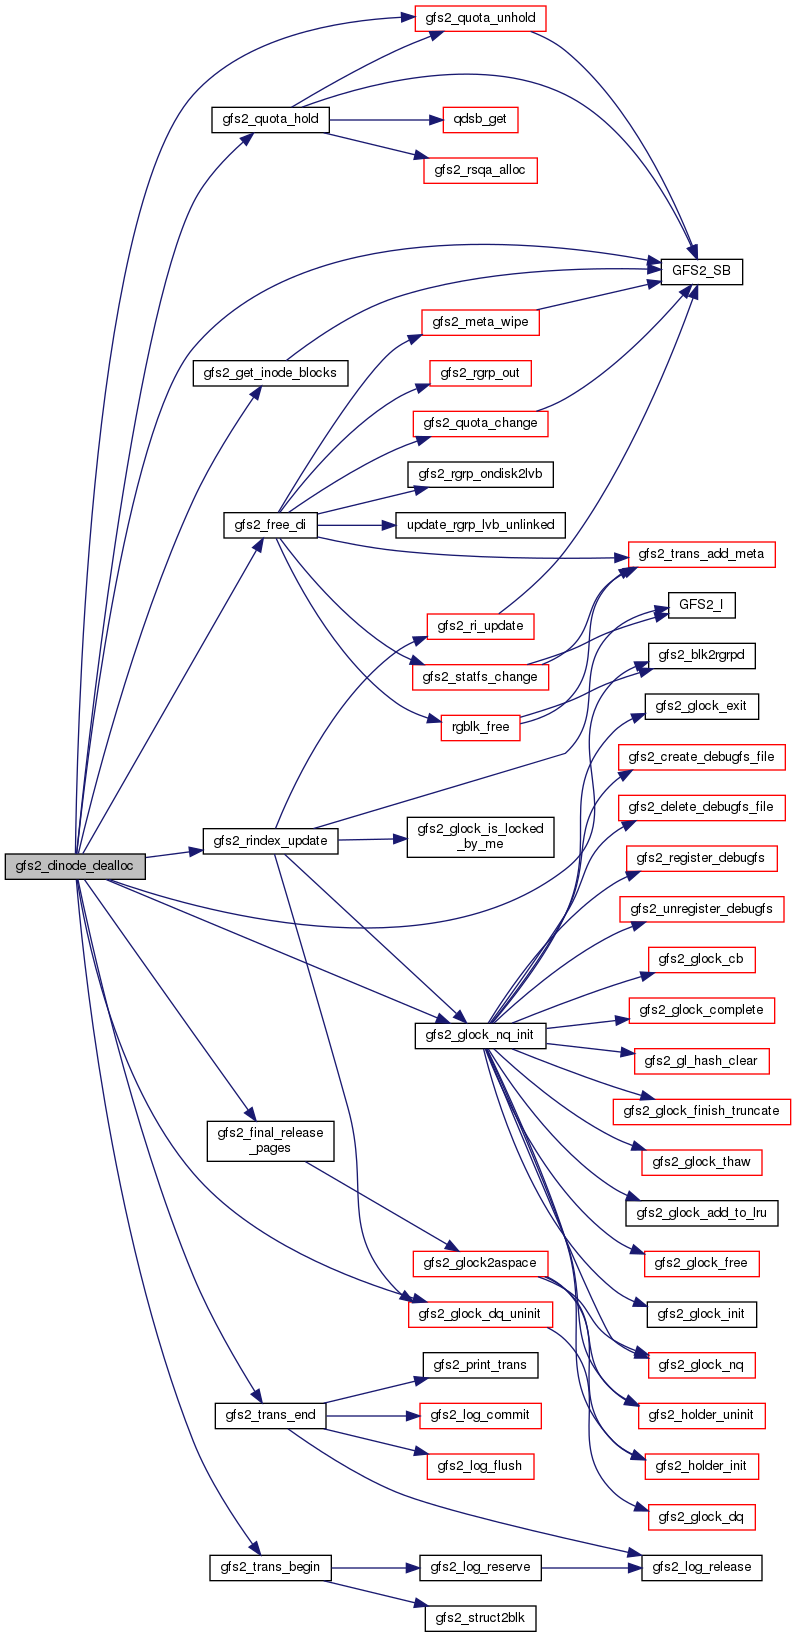 gfs2_quota_unhold
gfs2_quota_hold
qdsb_get
gfs2_rsqa_alloc
GFS2_SB
gfs2_meta_wipe
gfs2_get_inode_blocks
gfs2_rgrp_out
gfs2_quota_change
gfs2_rgrp_ondisk2lvb
gfs2_free_di
update_rgrp_lvb_unlinked
gfs2_trans_add_meta
GFS2_I
gfs2_ri_update
gfs2_blk2rgrpd
gfs2_statfs_change
gfs2_glock_exit
rgblk_free
gfs2_create_debugfs_file
gfs2_delete_debugfs_file
gfs2_rindex_update
gfs2_glock_is_locked
_by_me
gfs2_register_debugfs
gfs2_dinode_dealloc
gfs2_unregister_debugfs
gfs2_glock_cb
gfs2_glock_complete
gfs2_glock_nq_init
gfs2_gl_hash_clear
gfs2_glock_finish_truncate
gfs2_final_release
_pages
gfs2_glock_thaw
gfs2_glock_add_to_lru
gfs2_glock2aspace
gfs2_glock_free
gfs2_glock_dq_uninit
gfs2_glock_init
gfs2_print_trans
gfs2_glock_nq
gfs2_trans_end
gfs2_log_commit
gfs2_holder_uninit
gfs2_log_flush
gfs2_holder_init
gfs2_glock_dq
gfs2_trans_begin
gfs2_log_reserve
gfs2_log_release
gfs2_struct2blk